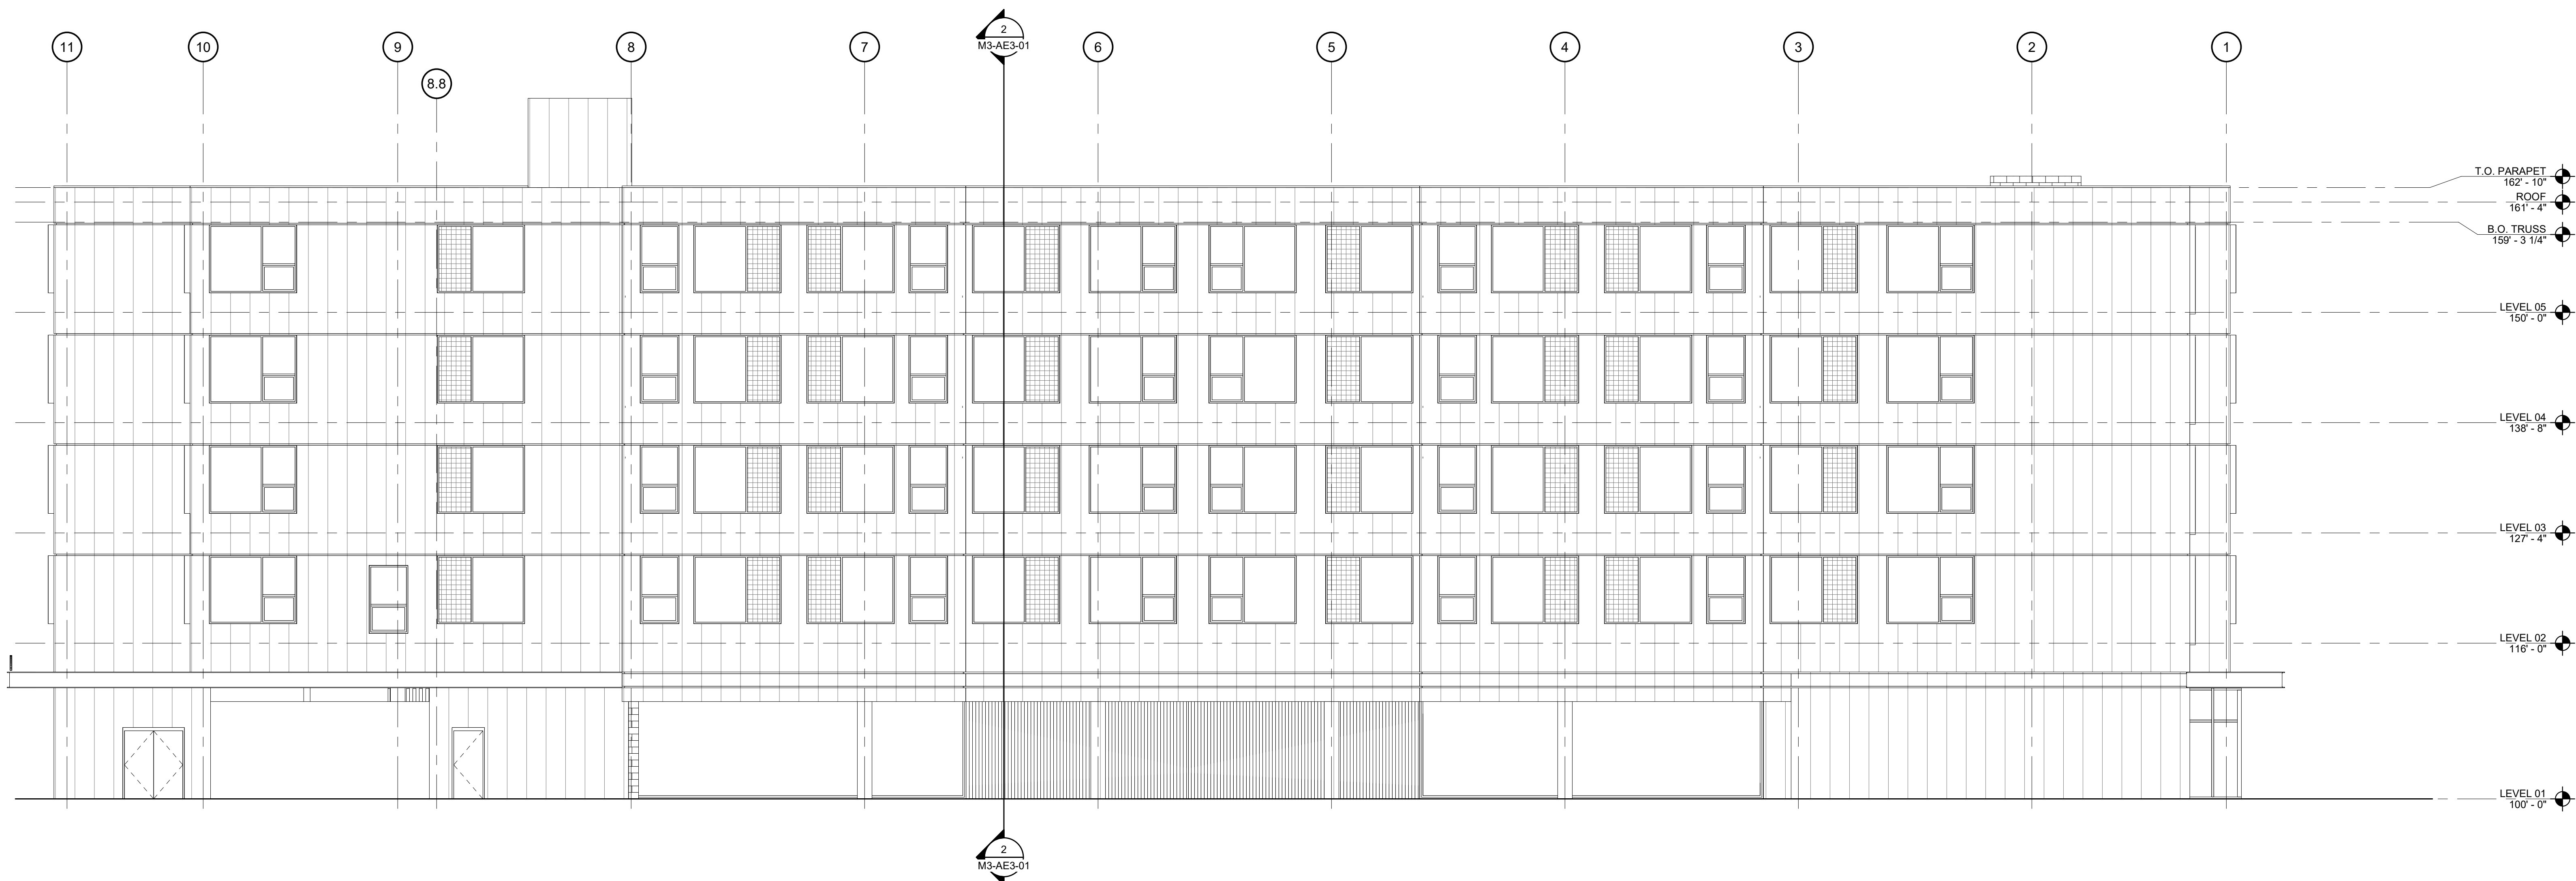 11
10
9
8.8
8
7
2
M3-AE3-01
6
5
4
3
2
1
T.O. PARAPET
162' - 10"
ROOF
161' - 4"
B.O. TRUSS
159' - 3 1/4"
LEVEL 05
150' - 0"
LEVEL 04
138' - 8"
LEVEL 03
127' - 4"
LEVEL 02
116' - 0"
LEVEL 01
100' - 0"
2
M3-AE3-01